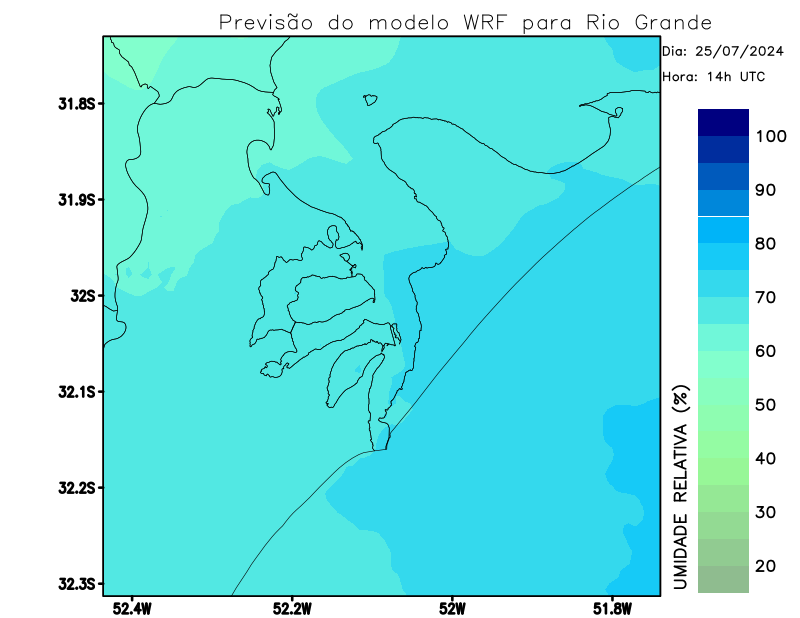 Previsão do modelo WRF para Rio Grande
Dia: 25/07/2024
Hora: 14h UTC
31.8S
31.9S
32S
32.1S
32.2S
32.3S
52.4W
52.2W
52W
51.8W
UMIDADE RELATIVA (%)
100
90
80
70
60
50
40
30
20